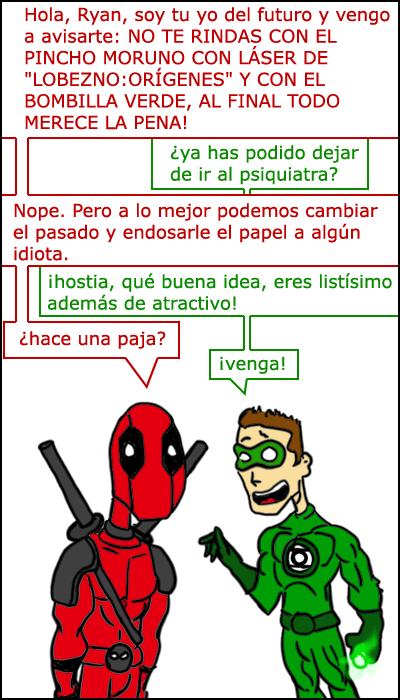 Hola, Ryan, soy tu yo del futuro y vengo
a avisarte: NO TE RINDAS CON EL
PINCHO MORUNO CON LÁSER DE
"LOBEZNO:ORÍGENES" Y CON EL
BOMBILLA VERDE, AL FINAL TODO
MERECE LA PENA!
¿ya has podido dejar
de ir al psiquiatra?
Nope. Pero a lo mejor podemos cambiar
el pasado y endosarle el papel a algún
idiota.
¡hostia, qué buena idea, eres listísimo
además de atractivo!
¿hace una paja?
¡venga!